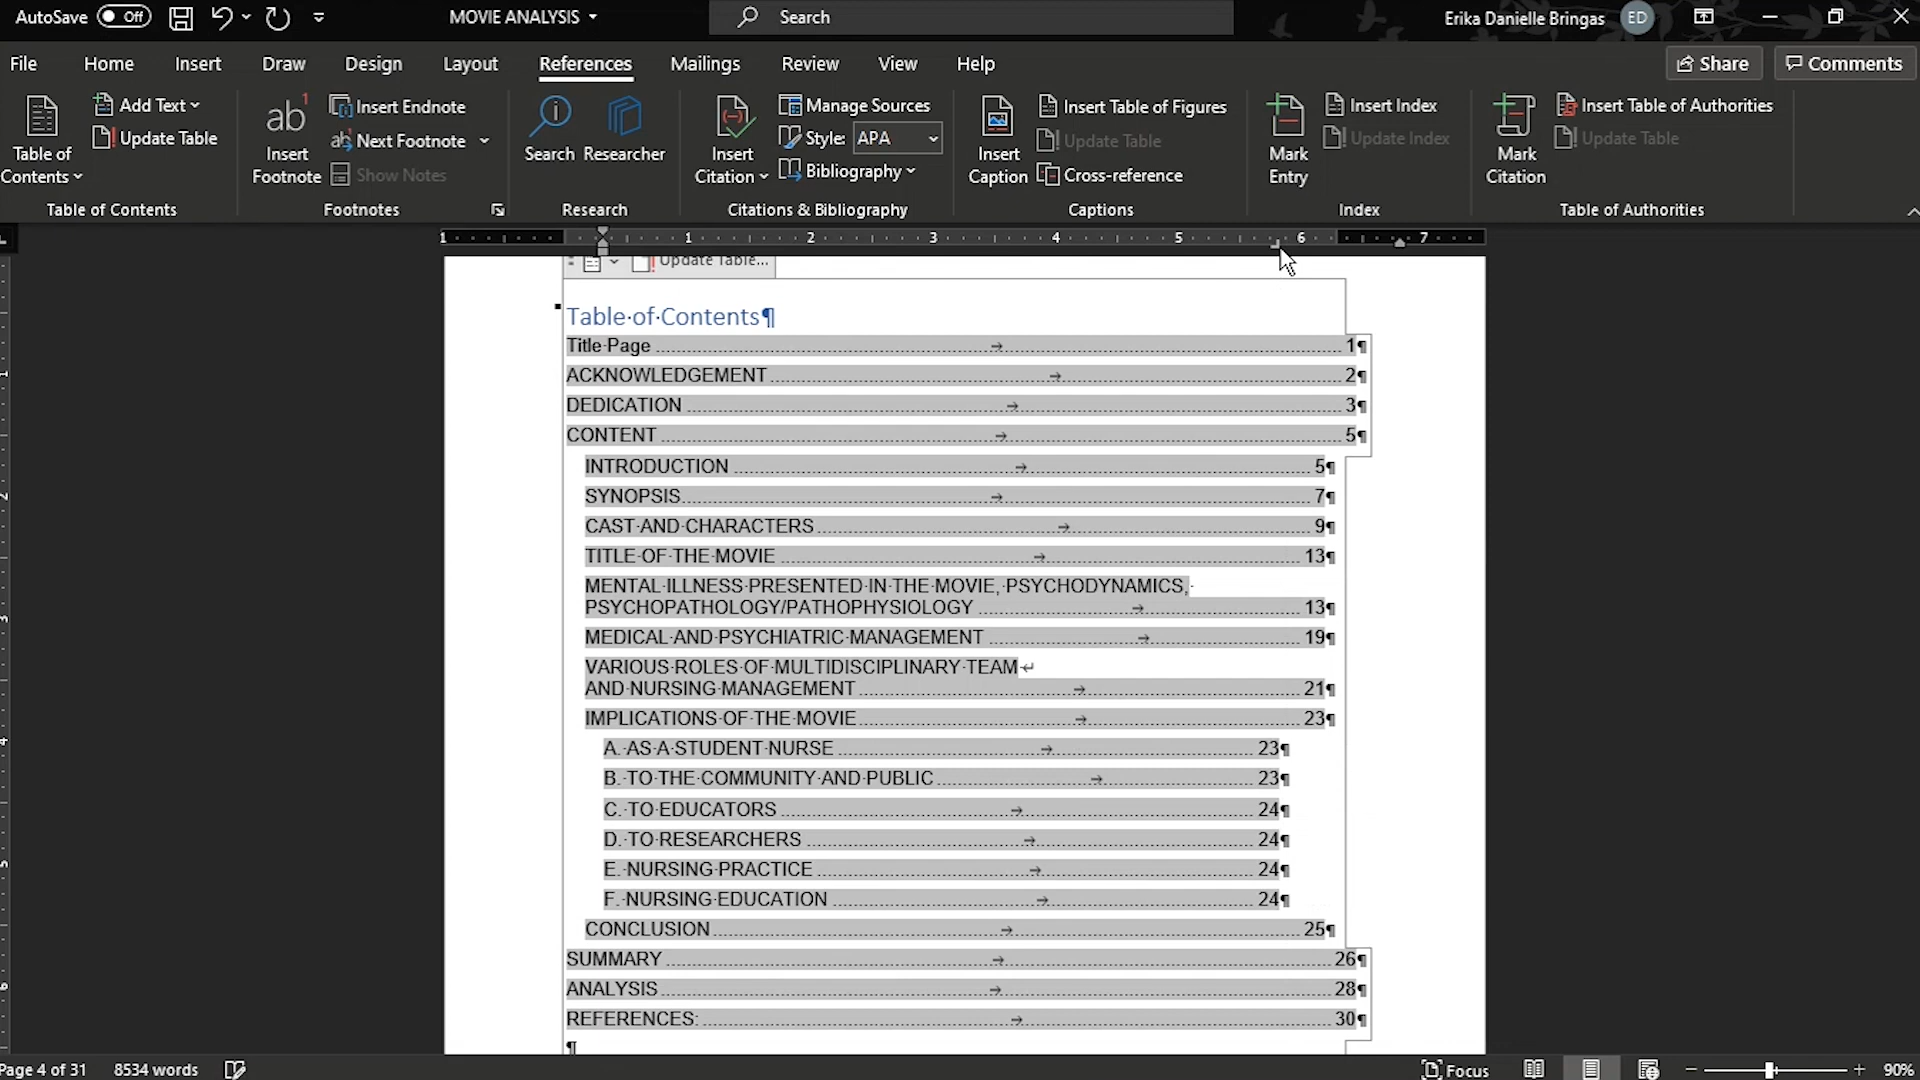 AutoSave Off MOVIE ANALYSIS Search Erika Danielle Bringas ED
File Home Insert Draw Design Layout References Mailings Review View Help Share Comments
Table of Contents
Add Text
Update Table
Table of Contents
ab1
Insert Footnote
Insert Endnote
Next Footnote
Show Notes
Footnotes
Search
Researcher
Research
Insert Citation
Manage Sources
Style: APA
Bibliography
Citations & Bibliography
Insert Caption
Insert Table of Figures
Update Table
Cross-reference
Captions
Mark Entry
Insert Index
Update Index
Index
Mark Citation
Insert Table of Authorities
Update Table
Table of Authorities
1 1 2 3 4 5 6 7
Update Table...
Table·of·Contents¶
Title·Page → 1¶
ACKNOWLEDGEMENT → 2¶
DEDICATION → 3¶
CONTENT → 5¶
INTRODUCTION → 5¶
SYNOPSIS → 7¶
CAST·AND·CHARACTERS → 9¶
TITLE·OF·THE·MOVIE → 13¶
MENTAL·ILLNESS·PRESENTED·IN·THE·MOVIE,·PSYCHODYNAMICS,·
PSYCHOPATHOLOGY/PATHOPHYSIOLOGY → 13¶
MEDICAL·AND·PSYCHIATRIC·MANAGEMENT → 19¶
VARIOUS·ROLES·OF·MULTIDISCIPLINARY·TEAM↵
AND·NURSING·MANAGEMENT → 21¶
IMPLICATIONS·OF·THE·MOVIE → 23¶
A.·AS·A·STUDENT·NURSE → 23¶
B.·TO·THE·COMMUNITY·AND·PUBLIC → 23¶
C.·TO·EDUCATORS → 24¶
D.·TO·RESEARCHERS → 24¶
E.·NURSING·PRACTICE → 24¶
F.·NURSING·EDUCATION → 24¶
CONCLUSION → 25¶
SUMMARY → 26¶
ANALYSIS → 28¶
REFERENCES: → 30¶
¶
Page 4 of 31 8534 words Focus 90%